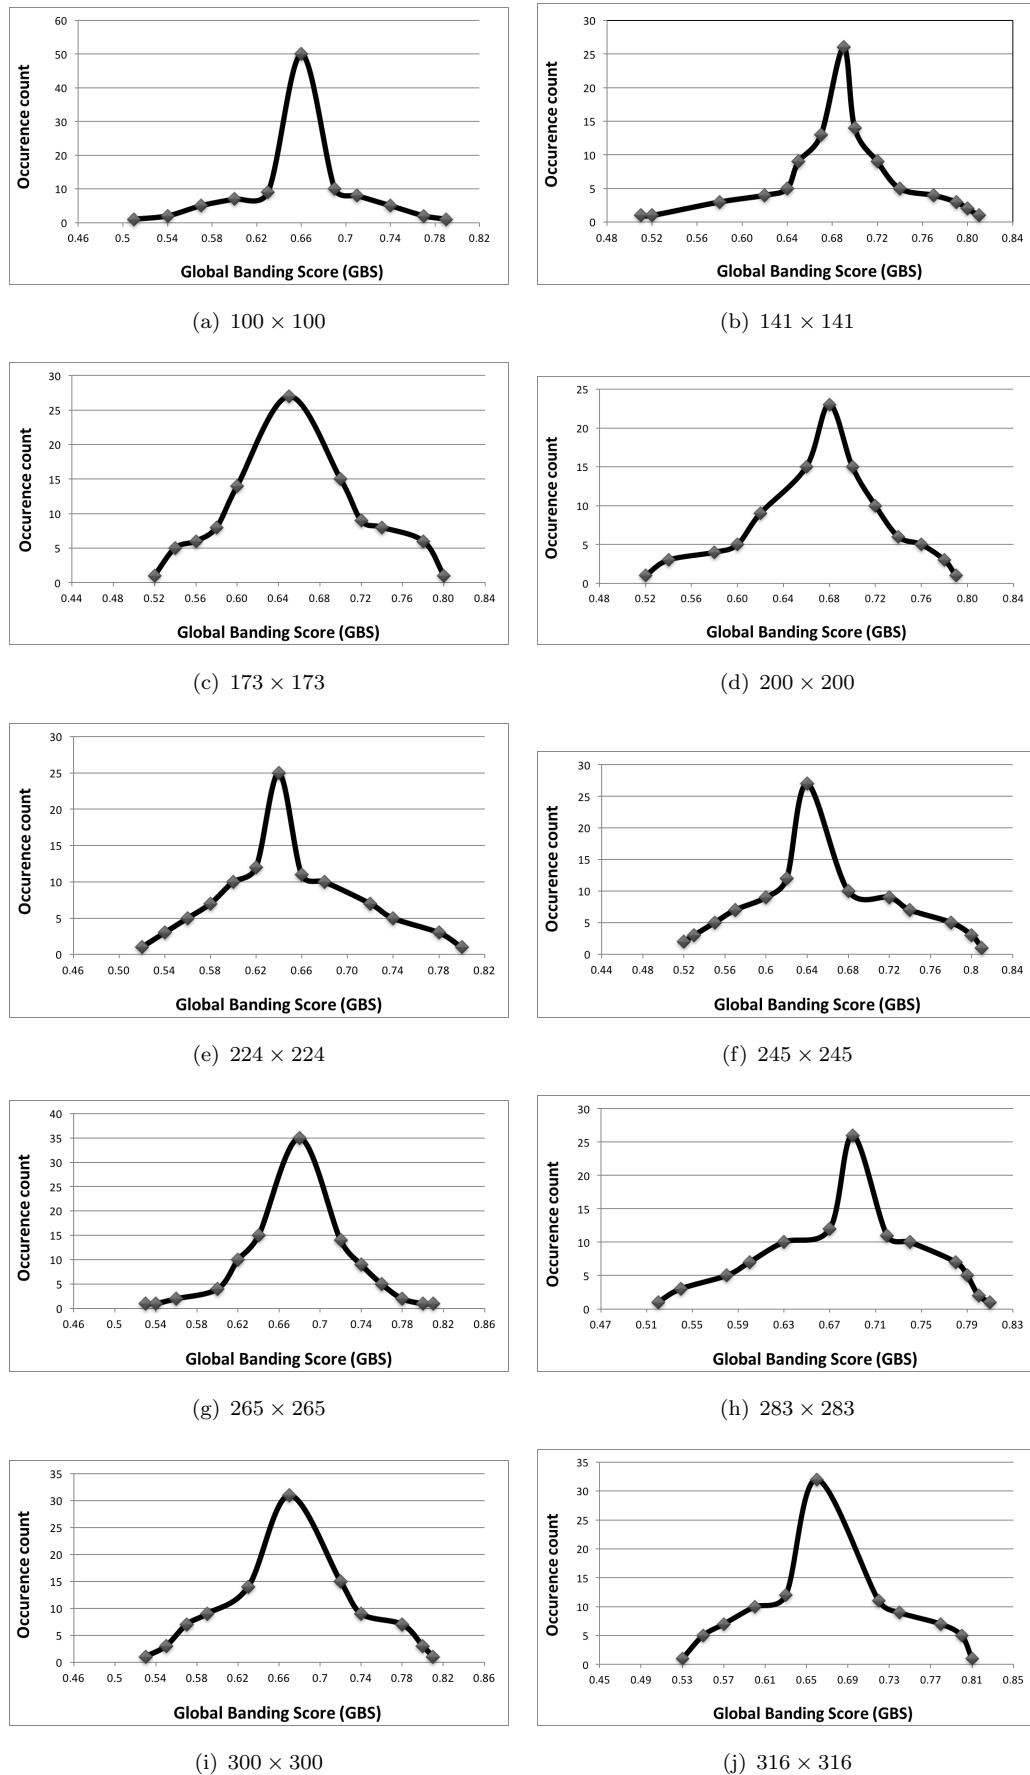 60
50
40
30
20
10
0
Occurence count
0.46 0.5 0.54 0.58 0.62 0.66 0.7 0.74 0.78 0.82
Global Banding Score (GBS)
(a) 100 × 100
30
25
20
15
10
5
0
Occurence count
0.48 0.52 0.56 0.60 0.64 0.68 0.72 0.76 0.80 0.84
Global Banding Score (GBS)
(b) 141 × 141
30
25
20
15
10
5
0
Occurence count
0.44 0.48 0.52 0.56 0.60 0.64 0.68 0.72 0.76 0.80 0.84
Global Banding Score (GBS)
(c) 173 × 173
25
20
15
10
5
0
Occurence count
0.48 0.52 0.56 0.60 0.64 0.68 0.72 0.76 0.80 0.84
Global Banding Score (GBS)
(d) 200 × 200
30
25
20
15
10
5
0
Occurence count
0.46 0.50 0.54 0.58 0.62 0.66 0.70 0.74 0.78 0.82
Global Banding Score (GBS)
(e) 224 × 224
30
25
20
15
10
5
0
Occurence count
0.44 0.48 0.52 0.56 0.6 0.64 0.68 0.72 0.76 0.8 0.84
Global Banding Score (GBS)
(f) 245 × 245
40
35
30
25
20
15
10
5
0
Occurence count
0.46 0.5 0.54 0.58 0.62 0.66 0.70 0.74 0.78 0.82 0.86
Global Banding Score (GBS)
(g) 265 × 265
30
25
20
15
10
5
0
Occurence count
0.47 0.51 0.55 0.59 0.63 0.67 0.71 0.75 0.79 0.83
Global Banding Score (GBS)
(h) 283 × 283
35
30
25
20
15
10
5
0
Occurence count
0.46 0.5 0.54 0.58 0.62 0.66 0.7 0.74 0.78 0.82 0.86
Global Banding Score (GBS)
(i) 300 × 300
35
30
25
20
15
10
5
0
Occurence count
0.45 0.49 0.53 0.57 0.61 0.65 0.69 0.73 0.77 0.81 0.85
Global Banding Score (GBS)
(j) 316 × 316